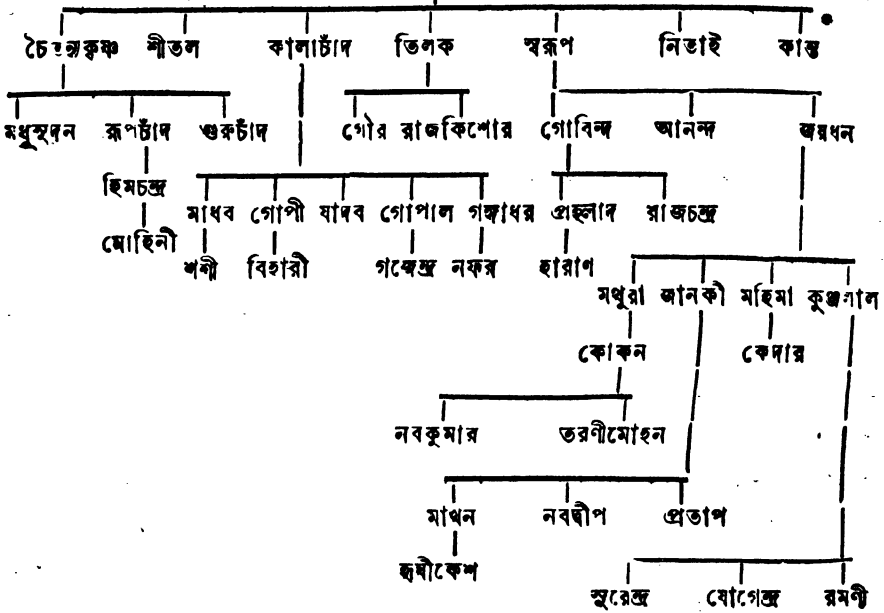 চৈতন্যকৃষ্ণ শীতল কালাচাঁদ তিলক স্বরূপ নিতাই কান্ত
মধুসূদন রূপচাঁদ গুরুচাঁদ গৌর রাজকিশোর গোবিন্দ আনন্দ জয়ধন
হিমচন্দ্র
মাধব গোপী যাদব গোপাল গঙ্গাধর প্রহ্লাদ রাজচন্দ্র
মোহিনী
শশী বিহারী গজেন্দ্র নফর হারাণ
মথুরা জানকী মহিমা কুঞ্জলাল
কোকন কেদার
নবকুমার তরণীমোহন
মাখন নবদ্বীপ প্রতাপ
হৃষীকেশ
সুরেন্দ্র যোগেন্দ্র রমণী